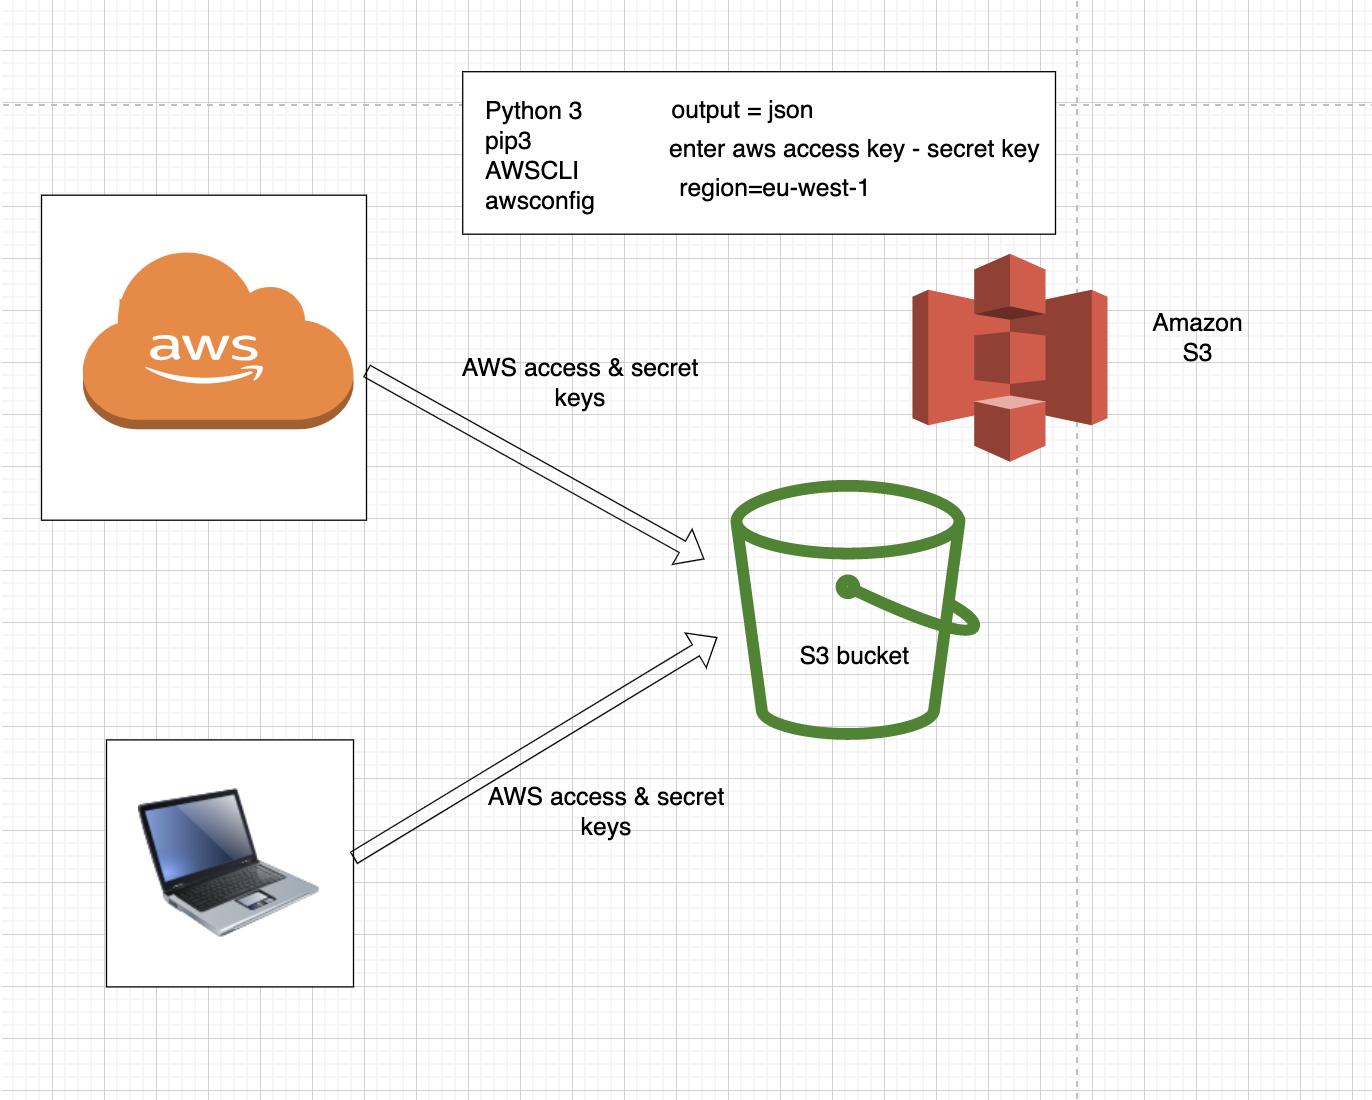 Python 3
pip3
AWSCLI
awsconfig
output = json
enter aws access key - secret key
region=eu-west-1
aws
AWS access & secret
keys
Amazon
S3
S3 bucket
AWS access & secret
keys